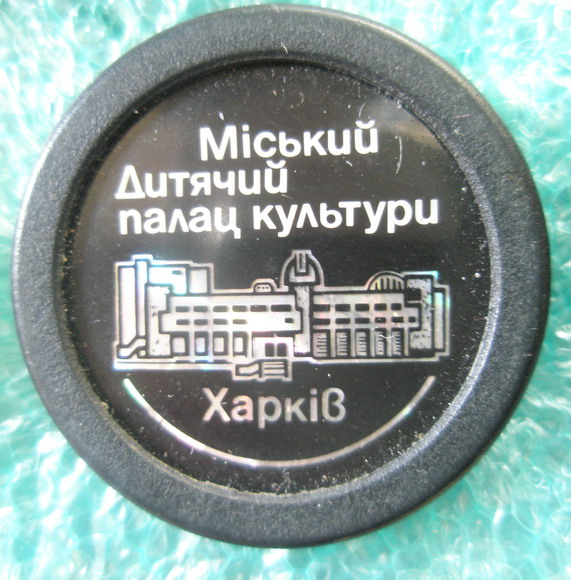 Міський
Дитячий
палац культури
Харків